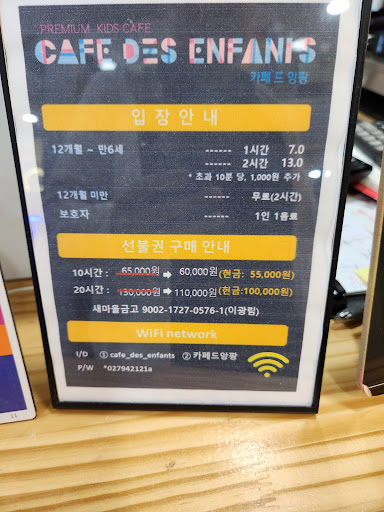 PREMIUM KIDS CAFE
CAFE DES ENFANTS
카페드앙팡
입 장 안 내
12개월 ~ 만6세 ------ 1시간 7.0
------ 2시간 13.0
* 초과 10분 당, 1,000원 추가
12개월 미만 ------ 무료(2시간)
보호자 ------ 1인 1음료
선불권 구매 안내
10시간 : 65,000원 ➡ 60,000원(현금: 55,000원)
20시간 : 130,000원 ➡ 110,000원(현금:100,000원)
새마을금고 9002-1727-0576-1(이광림)
WiFi network
I/D ① cafe_des_enfants ② 카페드앙팡
P/W *027942121a
11